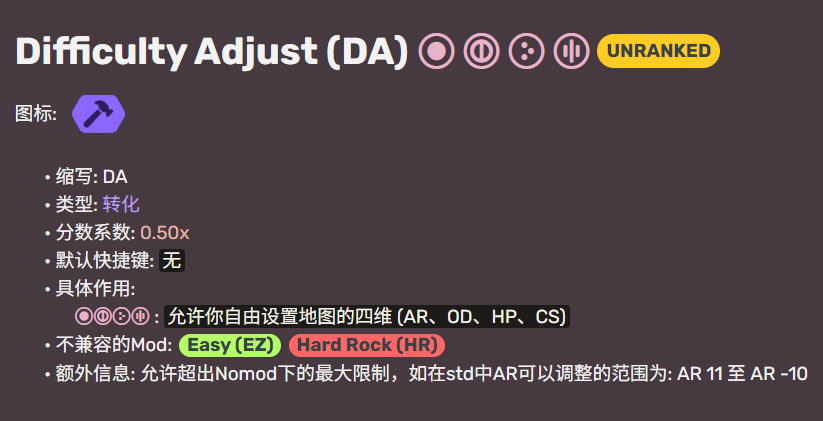 Difficulty Adjust (DA) UNRANKED
图标:
• 缩写: DA
• 类型: 转化
• 分数系数: 0.50x
• 默认快捷键: 无
• 具体作用:
: 允许你自由设置地图的四维 (AR、OD、HP、CS)
• 不兼容的Mod: Easy (EZ) Hard Rock (HR)
• 额外信息: 允许超出Nomod下的最大限制，如在std中AR可以调整的范围为: AR 11 至 AR -10